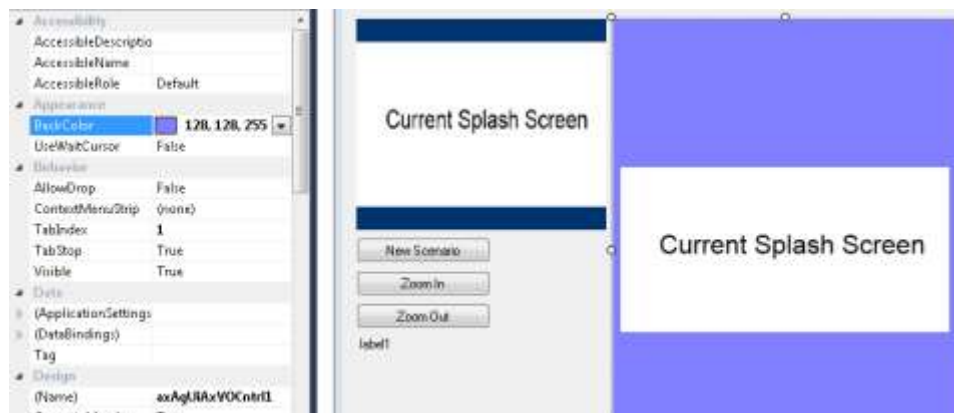 Accessibility
AccessibleDescriptio
AccessibleName
AccessibleRole Default
Appearance
BackColor 128, 128, 255
UseWaitCursor False
Behavior
AllowDrop False
ContextMenuStrip (none)
TabIndex 1
TabStop True
Visible True
Data
(ApplicationSettings
(DataBindings)
Tag
Design
(Name) axAgUiAxVOCntrl1
Current Splash Screen
New Scenario
Zoom In
Zoom Out
label1
Current Splash Screen